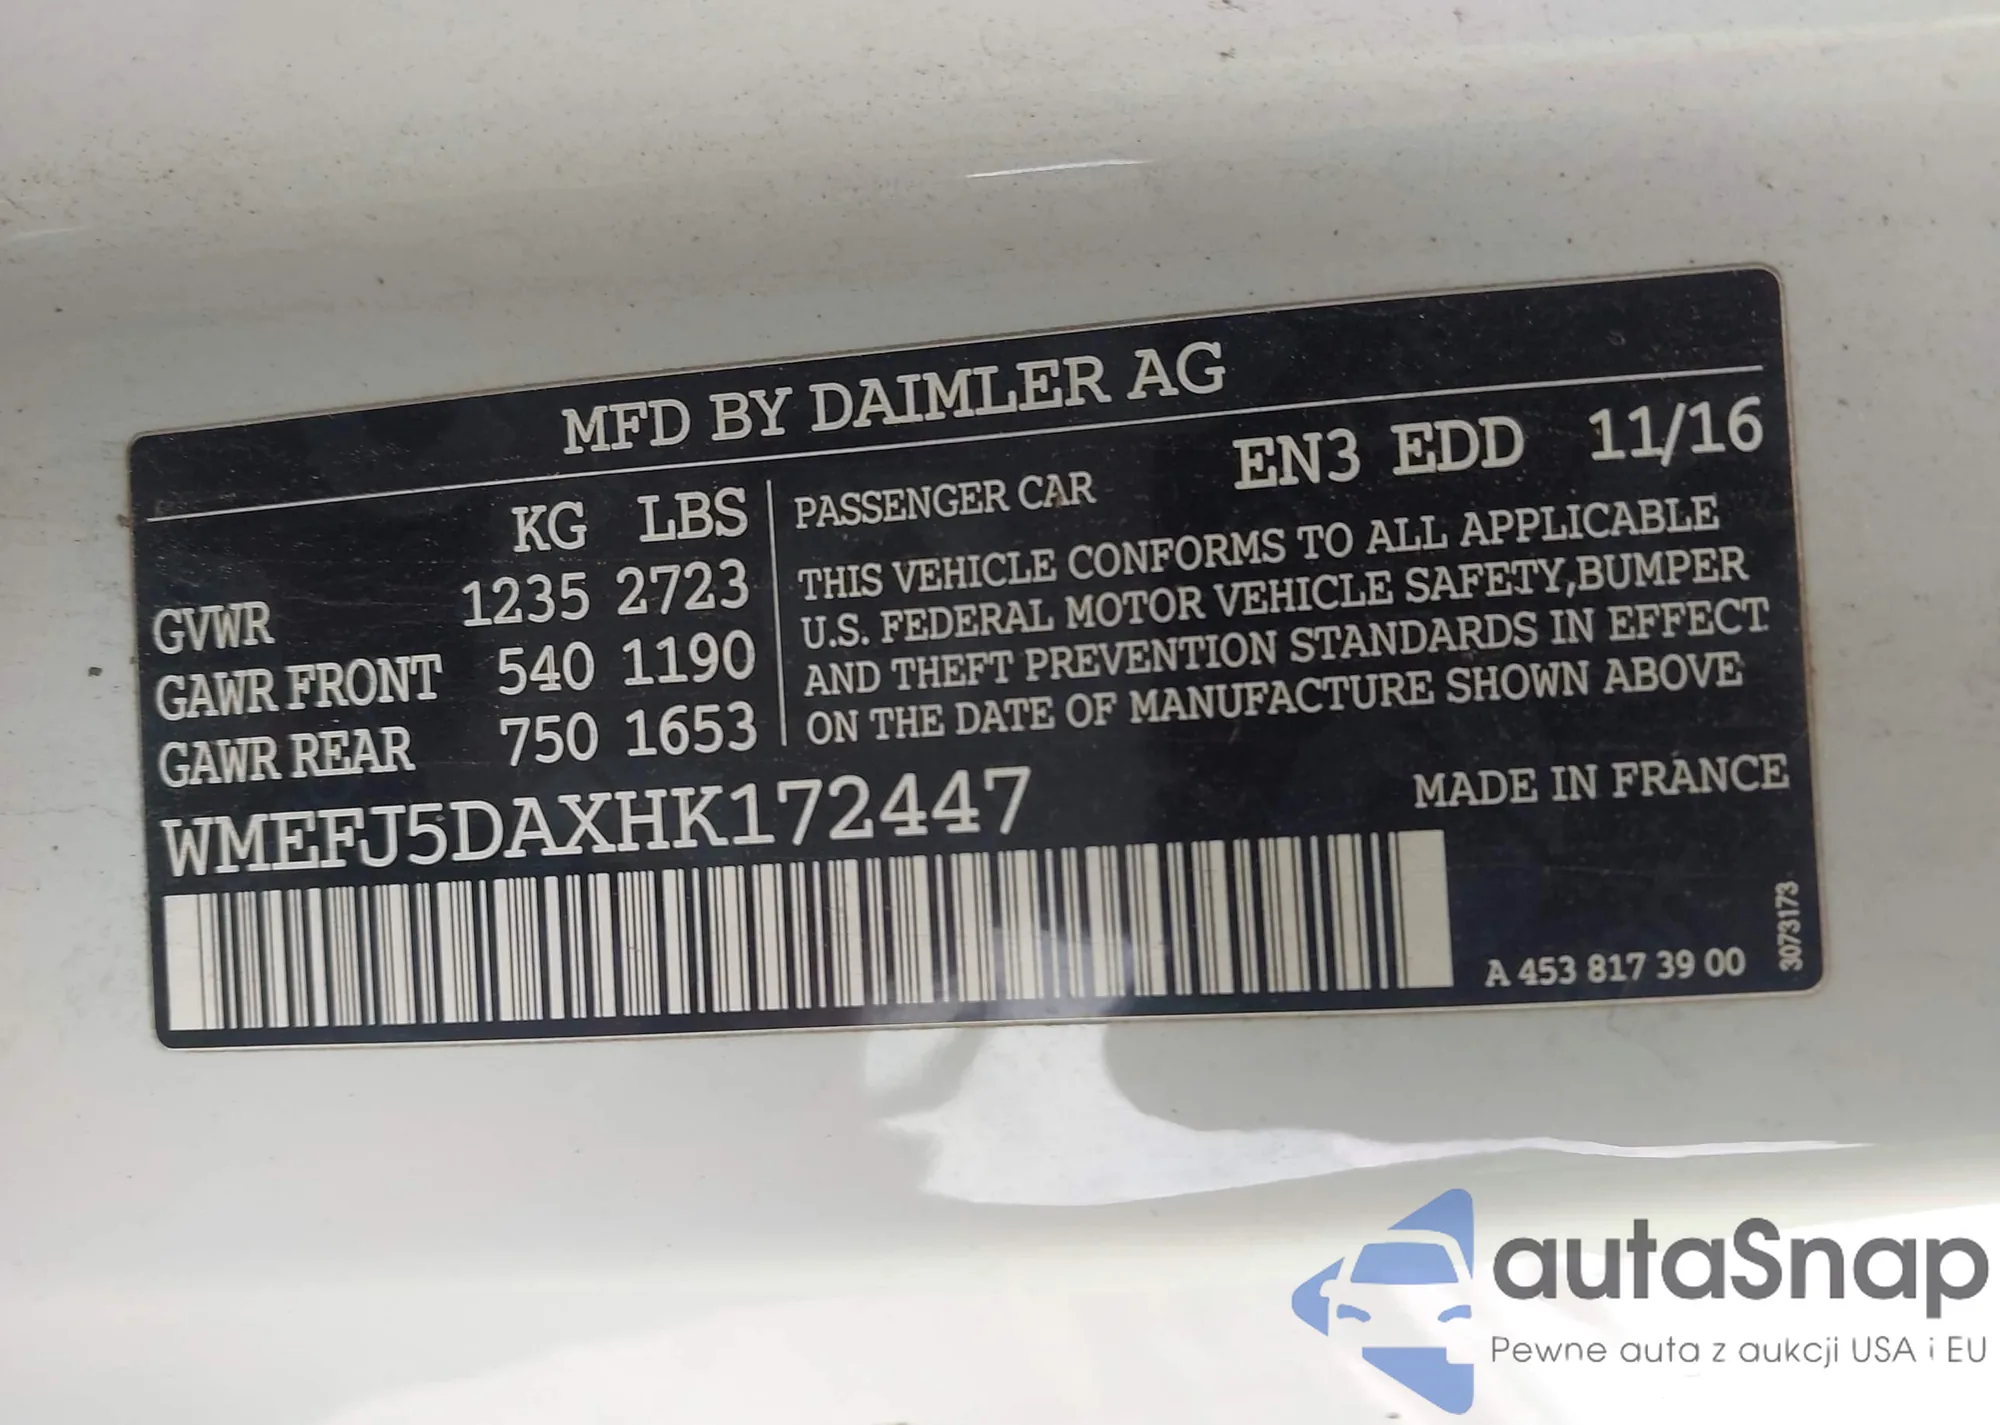 MFD BY DAIMLER AG
KG LBS
GVWR 1235 2723
GAWR FRONT 540 1190
GAWR REAR 750 1653
PASSENGER CAR EN3 EDD 11/16
THIS VEHICLE CONFORMS TO ALL APPLICABLE
U.S. FEDERAL MOTOR VEHICLE SAFETY,BUMPER
AND THEFT PREVENTION STANDARDS IN EFFECT
ON THE DATE OF MANUFACTURE SHOWN ABOVE
WMEFJ5DAXHK172447
MADE IN FRANCE
A 453 817 39 00
3073173
autaSnap
Pewne auta z aukcji USA i EU